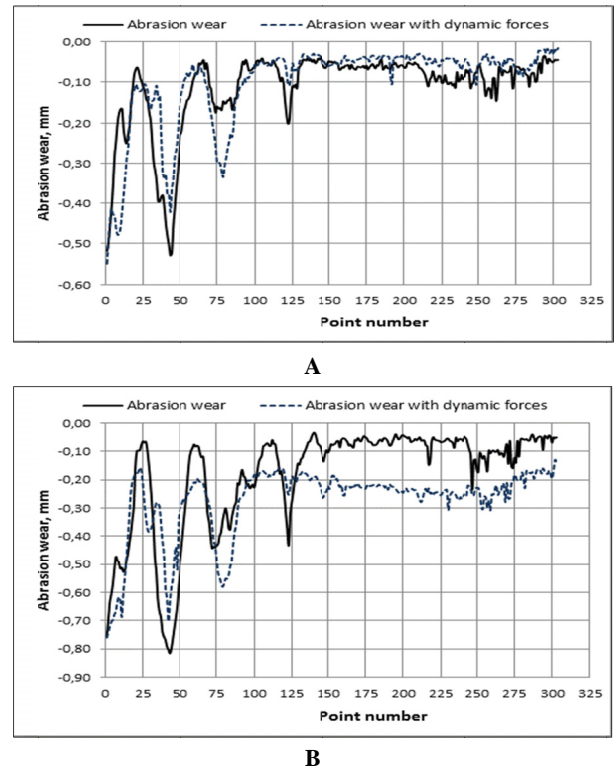 Abrasion wear Abrasion wear with dynamic forces
0,00
-0,10
-0,20
-0,30
-0,40
-0,50
-0,60
Abrasion wear, mm
0 25 50 75 100 125 150 175 200 225 250 275 300 325
Point number
A
Abrasion wear Abrasion wear with dynamic forces
0,00
-0,10
-0,20
-0,30
-0,40
-0,50
-0,60
-0,70
-0,80
-0,90
Abrasion wear, mm
0 25 50 75 100 125 150 175 200 225 250 275 300 325
Point number
B